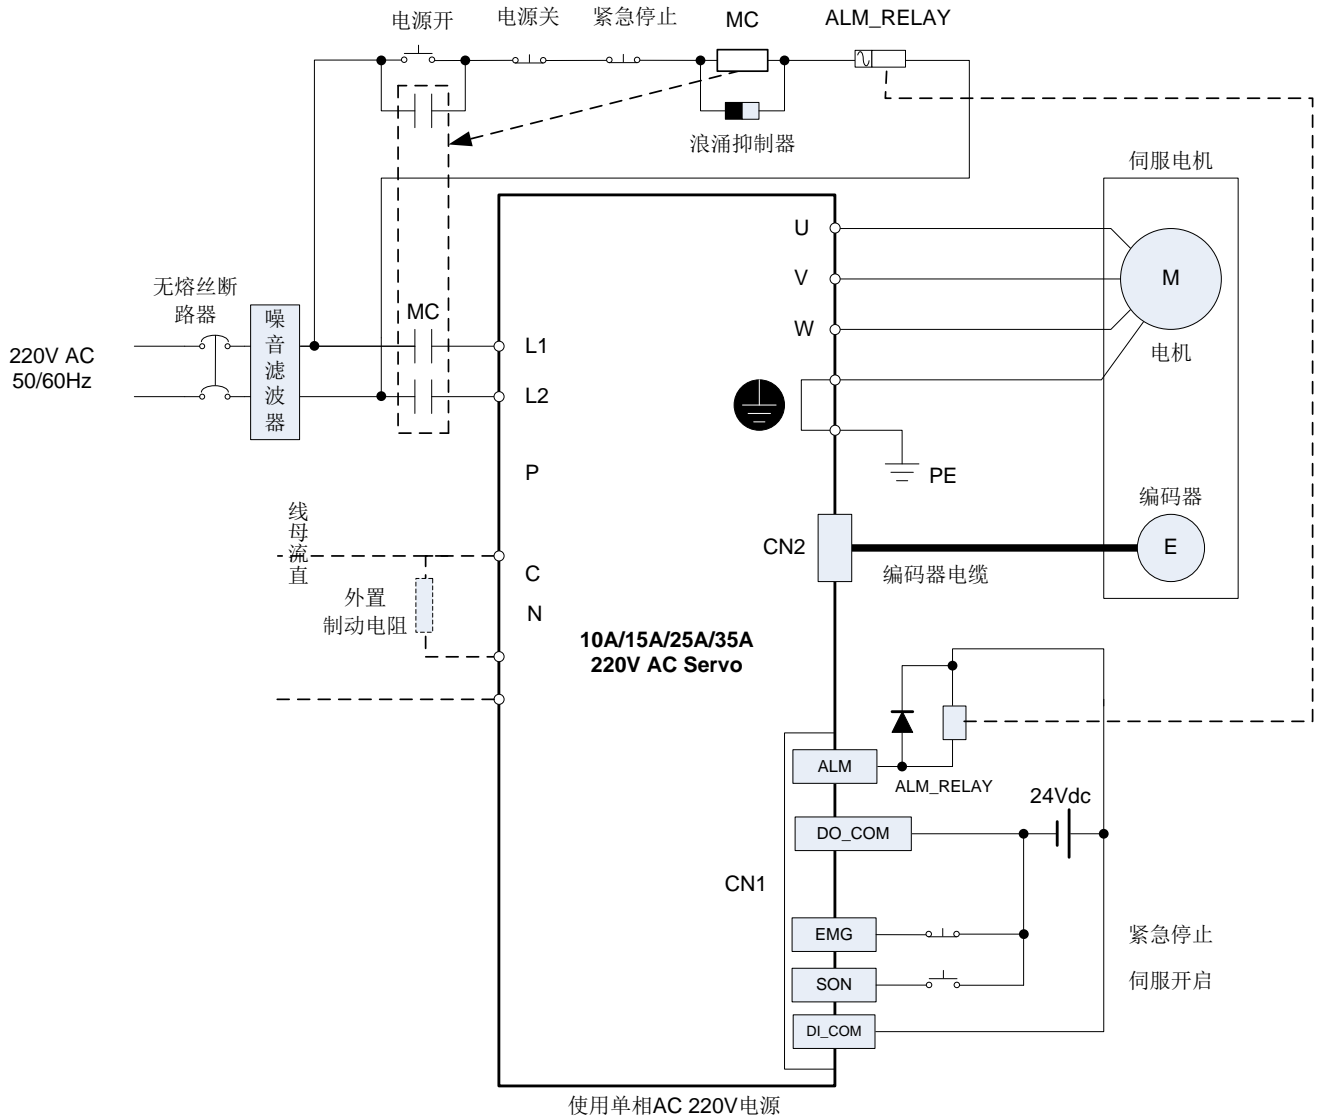 电源开
电源关
紧急停止
MC
ALM_RELAY
浪涌抑制器
伺服电机
U
V
M
W
电机
无熔丝断
路器
噪
音
滤
波
器
MC
220V AC
50/60Hz
L1
L2
P
PE
线
母
流
直
编码器
CN2
E
编码器电缆
C
外置
制动电阻
N
10A/15A/25A/35A
220V AC Servo
ALM
ALM_RELAY
24Vdc
DO_COM
CN1
EMG
紧急停止
SON
伺服开启
DI_COM
使用单相AC 220V电源